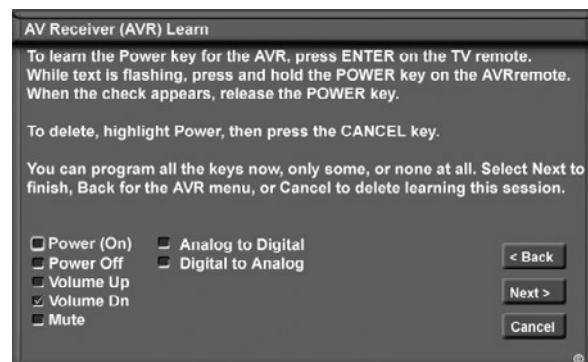 AV Receiver (AVR) Learn
To learn the Power key for the AVR, press ENTER on the TV remote.
While text is flashing, press and hold the POWER key on the AVRremote.
When the check appears, release the POWER key.
To delete, highlight Power, then press the CANCEL key.
You can program all the keys now, only some, or none at all. Select Next to
finish, Back for the AVR menu, or Cancel to delete learning this session.
Power (On)
Power Off
Volume Up
Volume Dn
Mute
Analog to Digital
Digital to Analog
< Back
Next >
Cancel